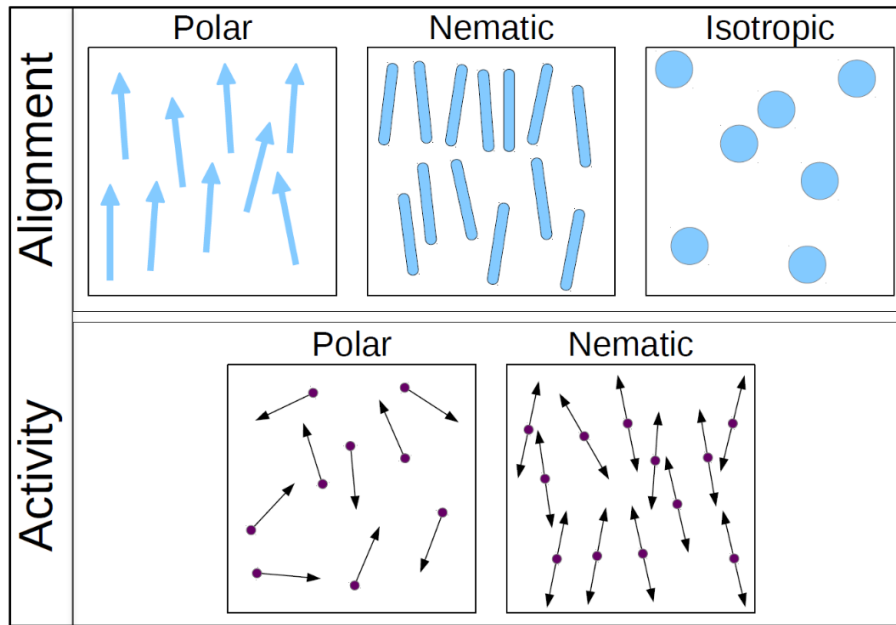 Alignment
Polar
Nematic
Isotropic
Activity
Polar
Nematic